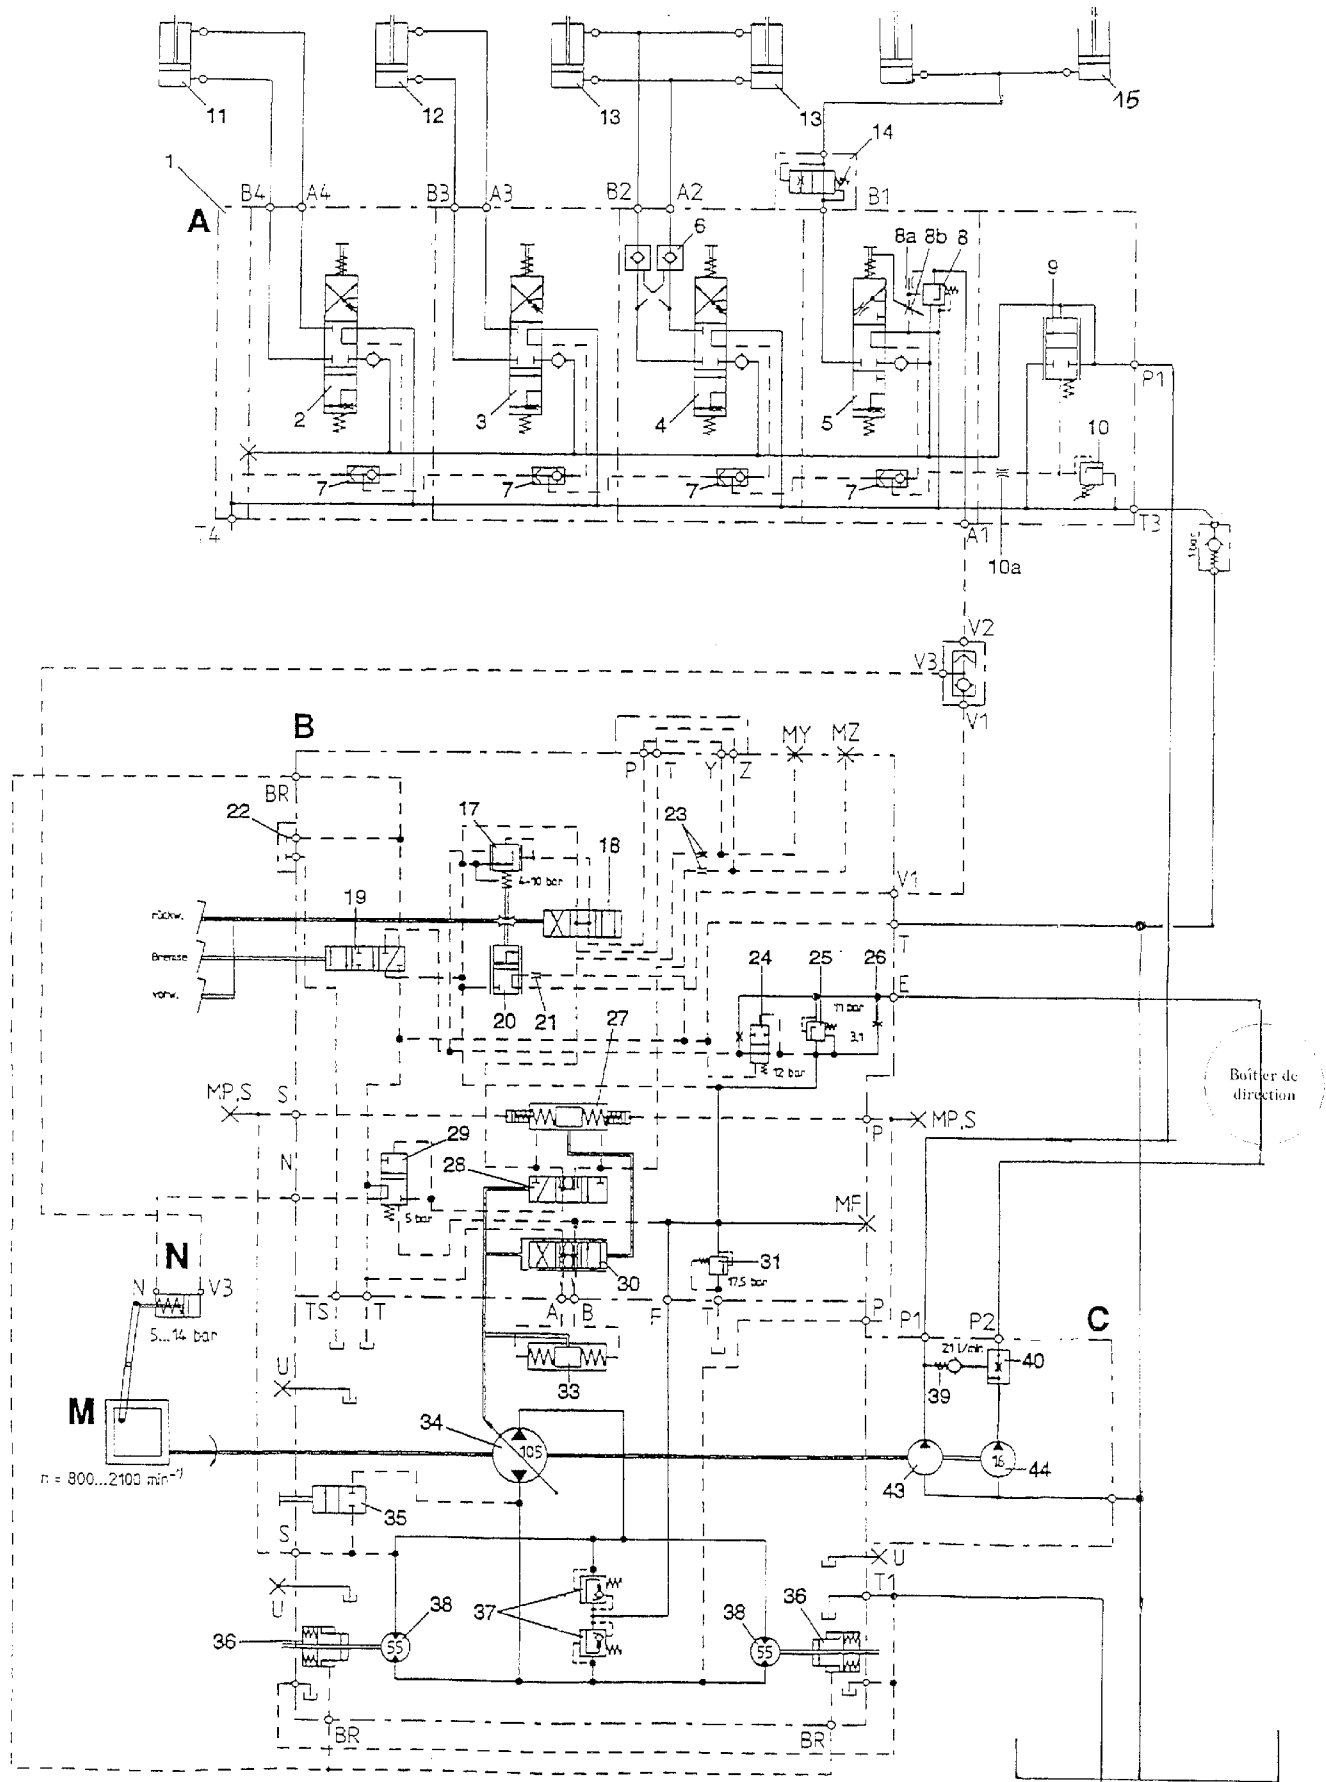 11
12
13
13
15
14
1
A
B4
A4
B3
A3
B2
A2
B1
6
8a
8b
8
9
P1
2
3
4
5
10
7
7
7
7
T4
A1
T3
10a
1 bar
V2
V3
V1
B
MY
MZ
P
T
Y
Z
BR
22
17
23
18
4-10 bar
V1
19
rückw.
Bremse
vorw.
T
24
25
26
E
11 bar
3,1
20
21
27
12 bar
Boîtier de
direction
MP,S
S
P
MP,S
29
N
28
5 bar
MF
N
31
30
17,5 bar
N
V3
TS
T
A
B
F
T
P
P1
P2
C
5...14 bar
21 l/min
40
U
33
39
M
34
105
16
43
44
n = 800...2100 min⁻¹
35
S
U
T1
U
38
37
38
36
36
55
55
BR
BR